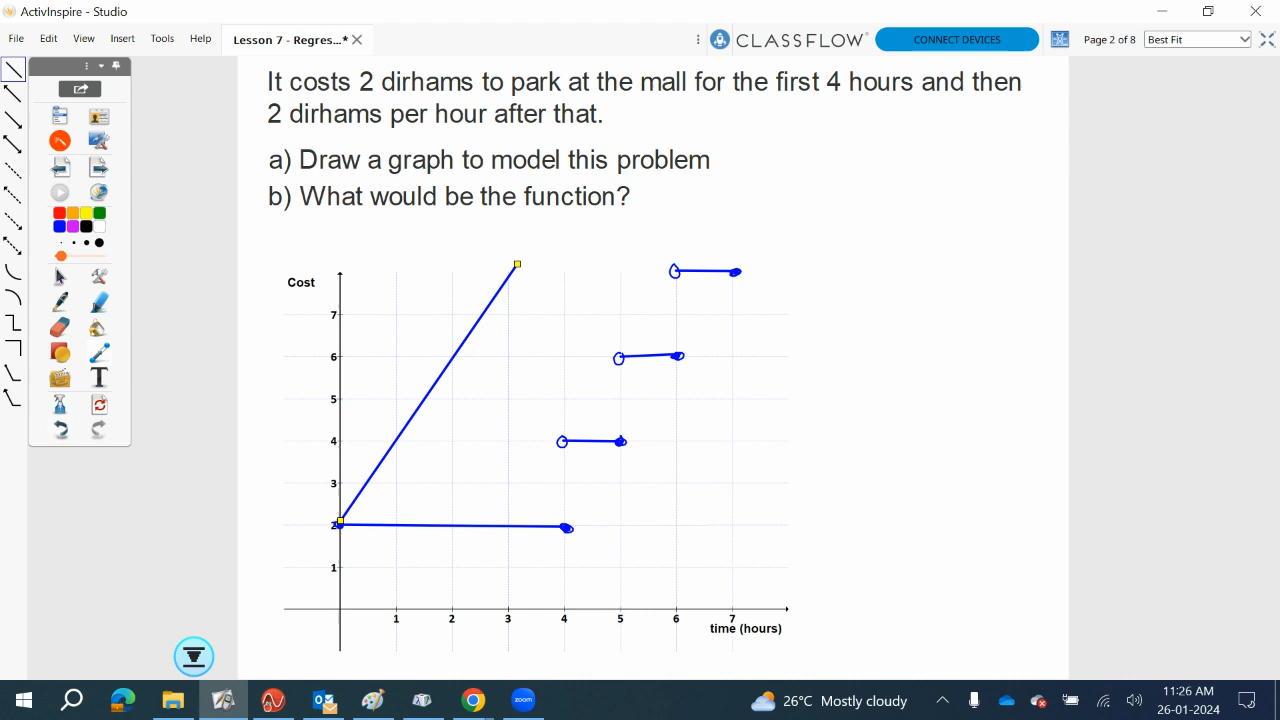 ActivInspire - Studio
File Edit View Insert Tools Help
Lesson 7 - Regres...*
CLASSFLOW
CONNECT DEVICES
Page 2 of 8
Best Fit
It costs 2 dirhams to park at the mall for the first 4 hours and then
2 dirhams per hour after that.
a) Draw a graph to model this problem
b) What would be the function?
Cost
7
6
5
4
3
2
1
1 2 3 4 5 6 7
time (hours)
T
zoom
26°C Mostly cloudy
11:26 AM
26-01-2024